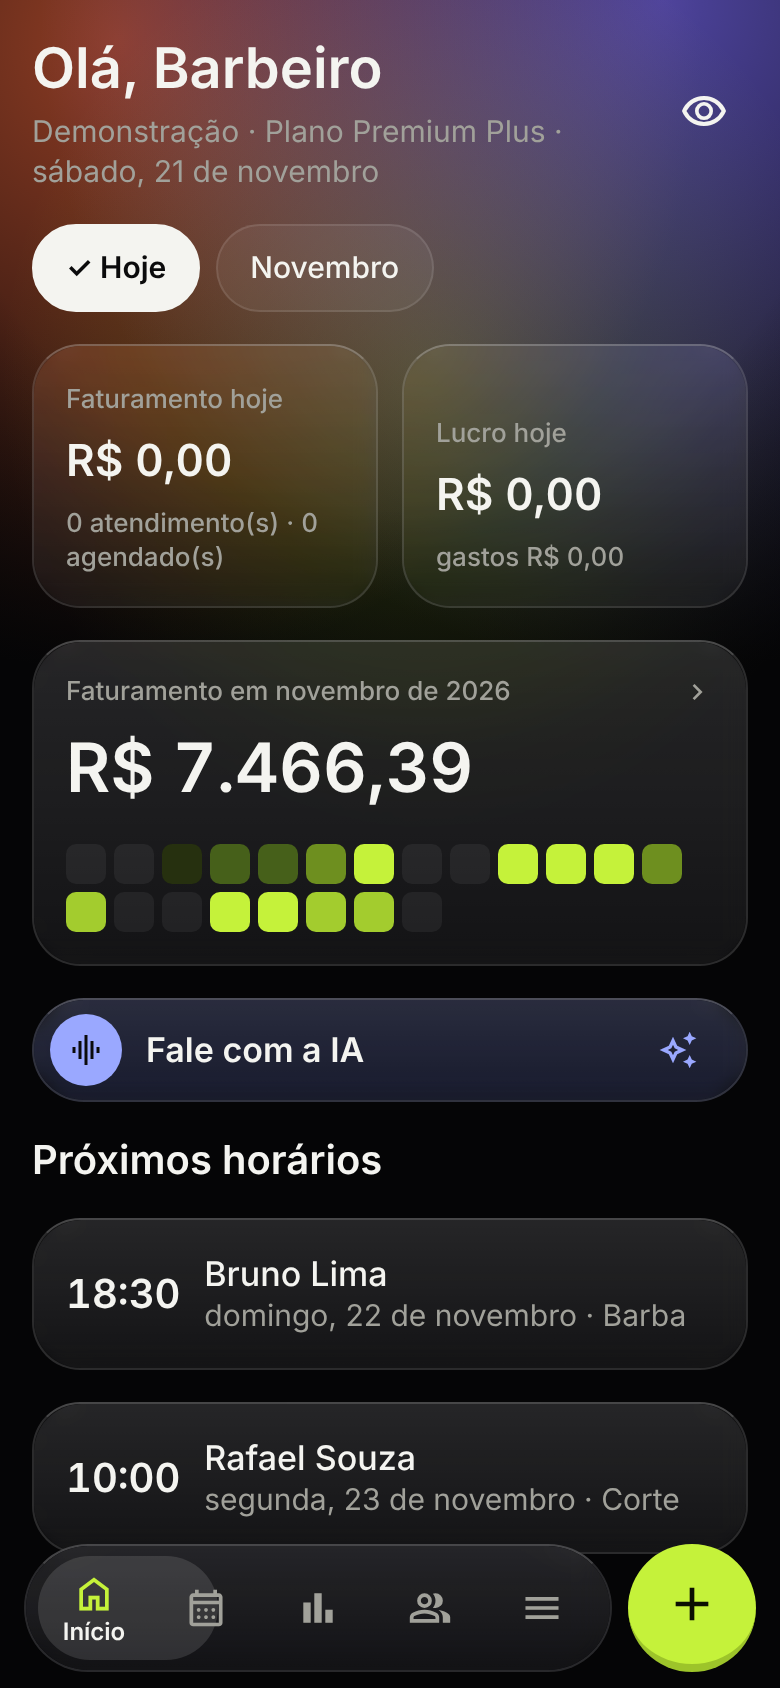 Olá, Barbeiro
Demonstração · Plano Premium Plus ·
sábado, 21 de novembro
Hoje
Novembro
Faturamento hoje
R$ 0,00
0 atendimento(s) · 0
agendado(s)
Lucro hoje
R$ 0,00
gastos R$ 0,00
Faturamento em novembro de 2026
R$ 7.466,39
Fale com a IA
Próximos horários
18:30
Bruno Lima
domingo, 22 de novembro · Barba
10:00
Rafael Souza
segunda, 23 de novembro · Corte
Início